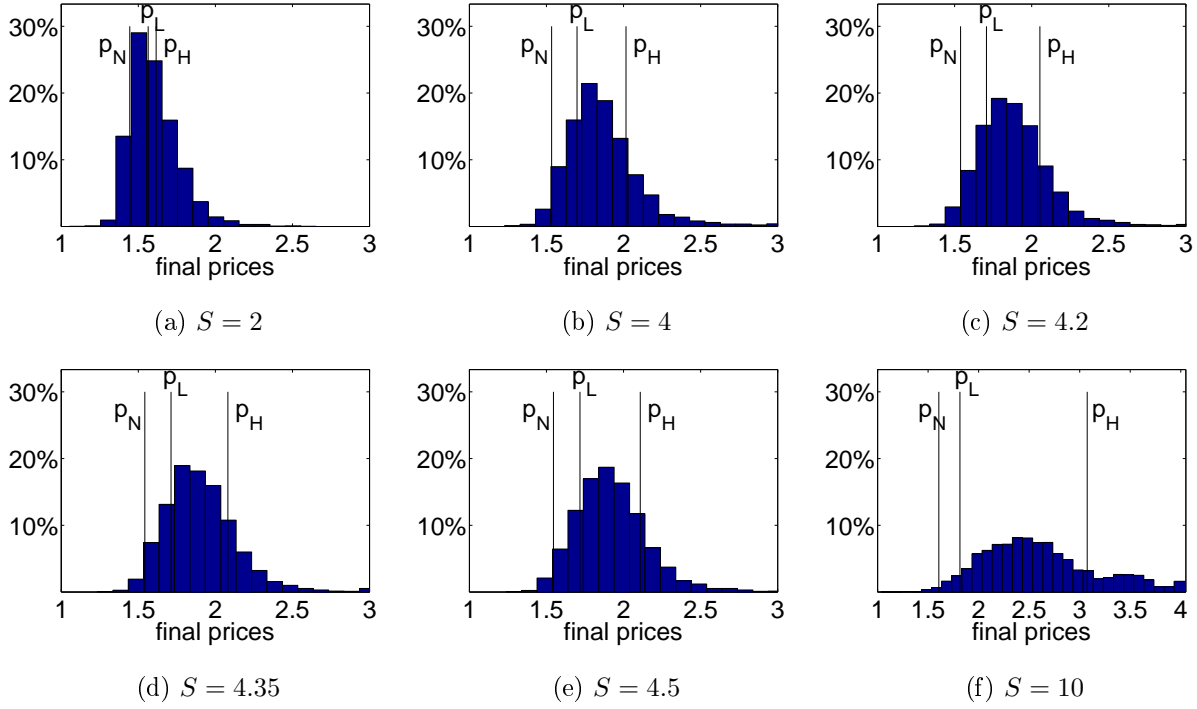 p_L
30%
p_N p_H
20%
10%
1 1.5 2 2.5 3
final prices
(a) S = 2
p_L
30%
p_N p_H
20%
10%
1 1.5 2 2.5 3
final prices
(b) S = 4
p_L
30%
p_N p_H
20%
10%
1 1.5 2 2.5 3
final prices
(c) S = 4.2
p_L
30%
p_N p_H
20%
10%
1 1.5 2 2.5 3
final prices
(d) S = 4.35
p_L
30%
p_N p_H
20%
10%
1 1.5 2 2.5 3
final prices
(e) S = 4.5
p_L
30%
p_N p_H
20%
10%
1 1.5 2 2.5 3 3.5 4
final prices
(f) S = 10